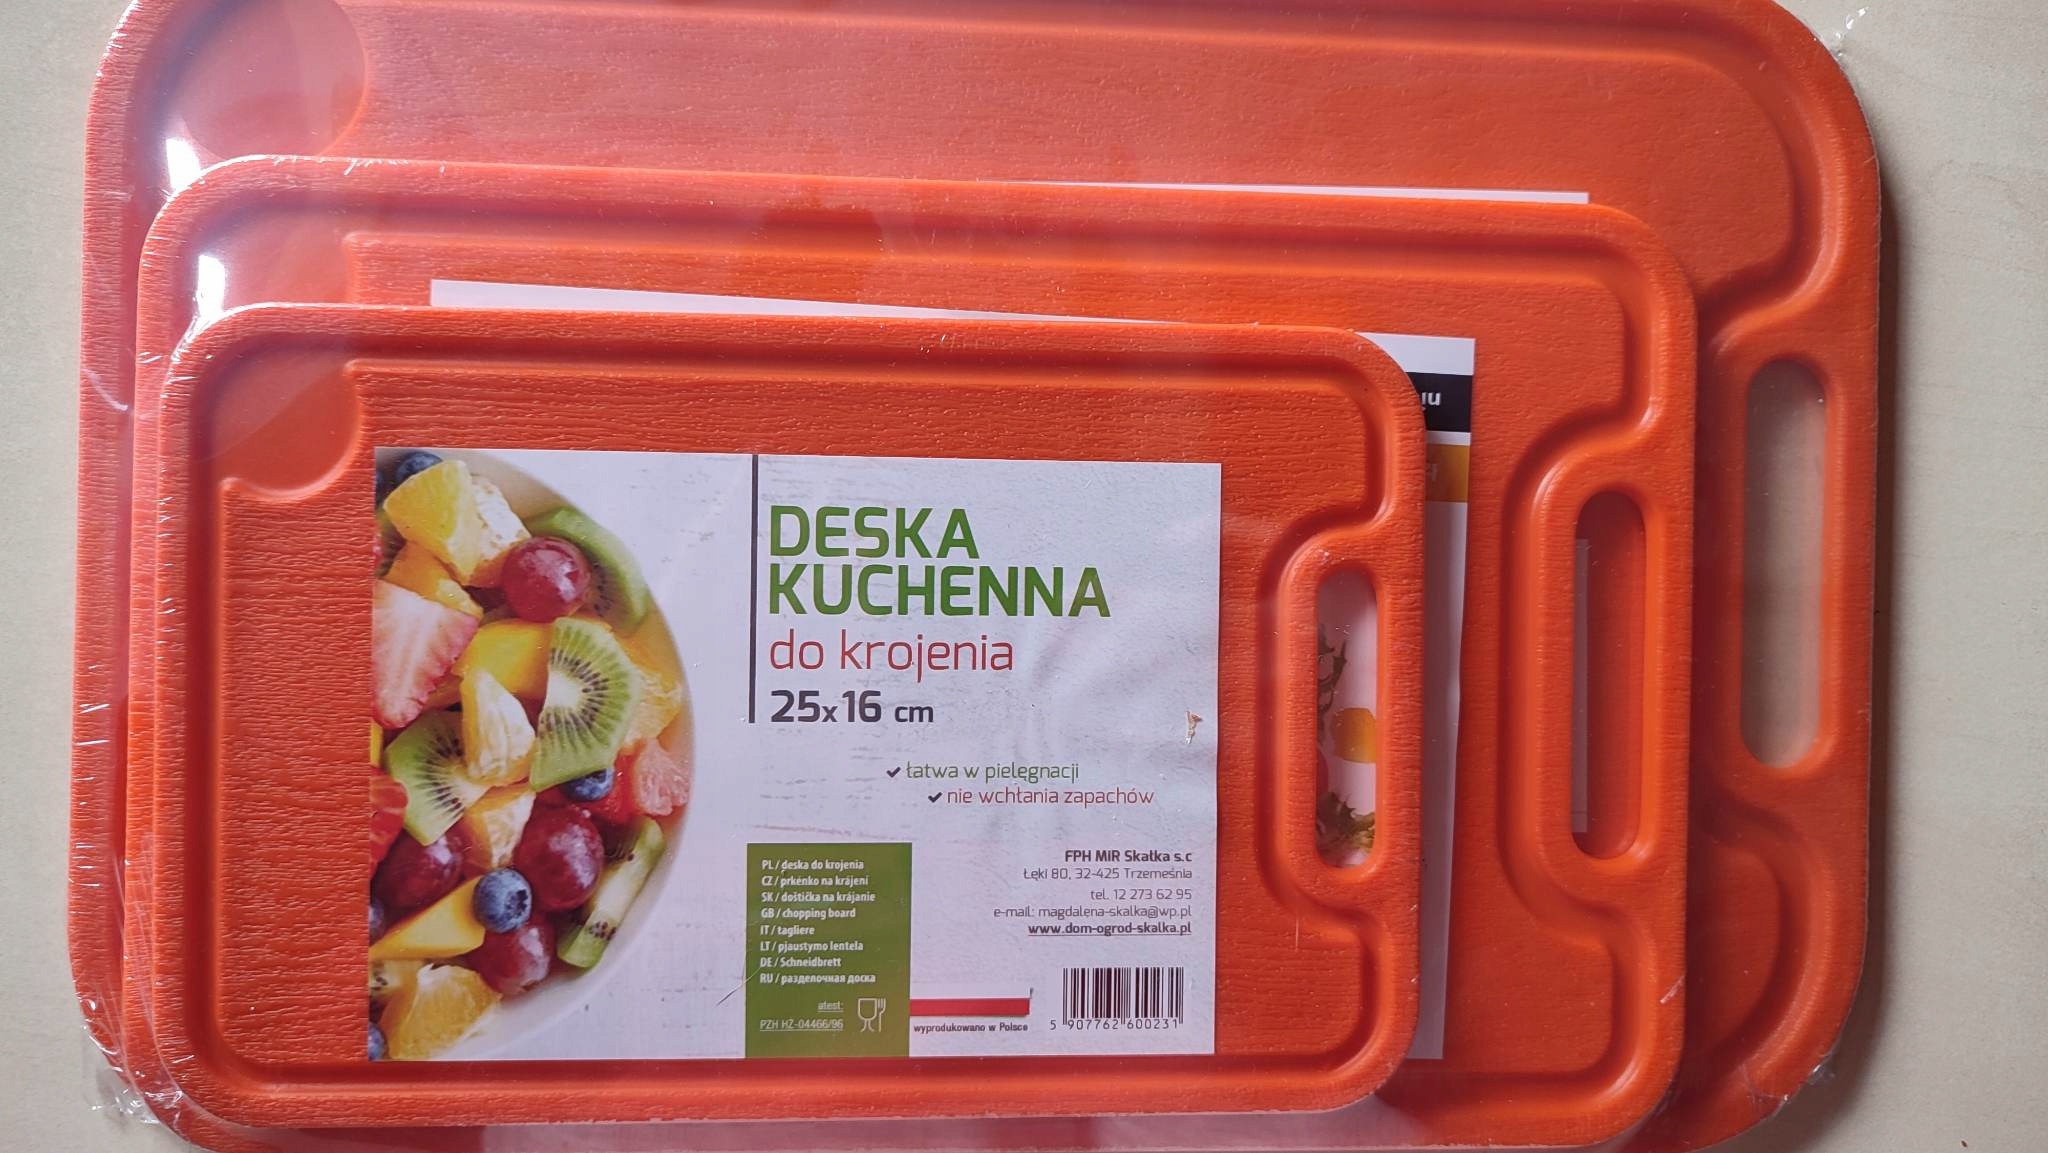 DESKA
KUCHENNA
do krojenia
25x16 cm
łatwa w pielęgnacji
nie wchłania zapachów
PL / deska do krojenia
CZ / prkénko na krájení
SK / doštička na krájanie
GB / chopping board
IT / tagliere
LT / pjaustymo lentela
DE / Schneidbrett
RU / разделочная доска
atest:
PZH HŻ-04466/96
wyprodukowano w Polsce
FPH MiR Skałka s.c
Łęki 80, 32-425 Trzemeśnia
tel. 12 273 62 95
e-mail: magdalena-skalka@wp.pl
www.dom-ogrod-skalka.pl
5 907762 600231